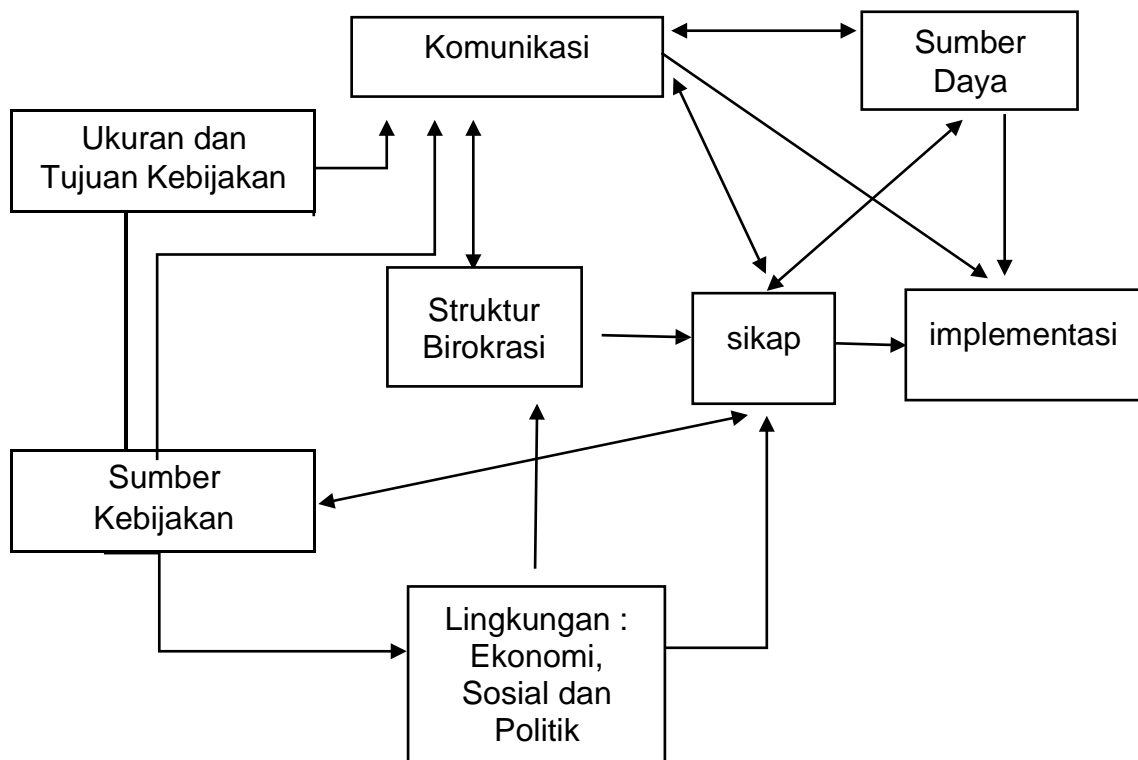 Komunikasi
Sumber
Daya
Ukuran dan
Tujuan Kebijakan
Struktur
Birokrasi
sikap
implementasi
Sumber
Kebijakan
Lingkungan :
Ekonomi,
Sosial dan
Politik